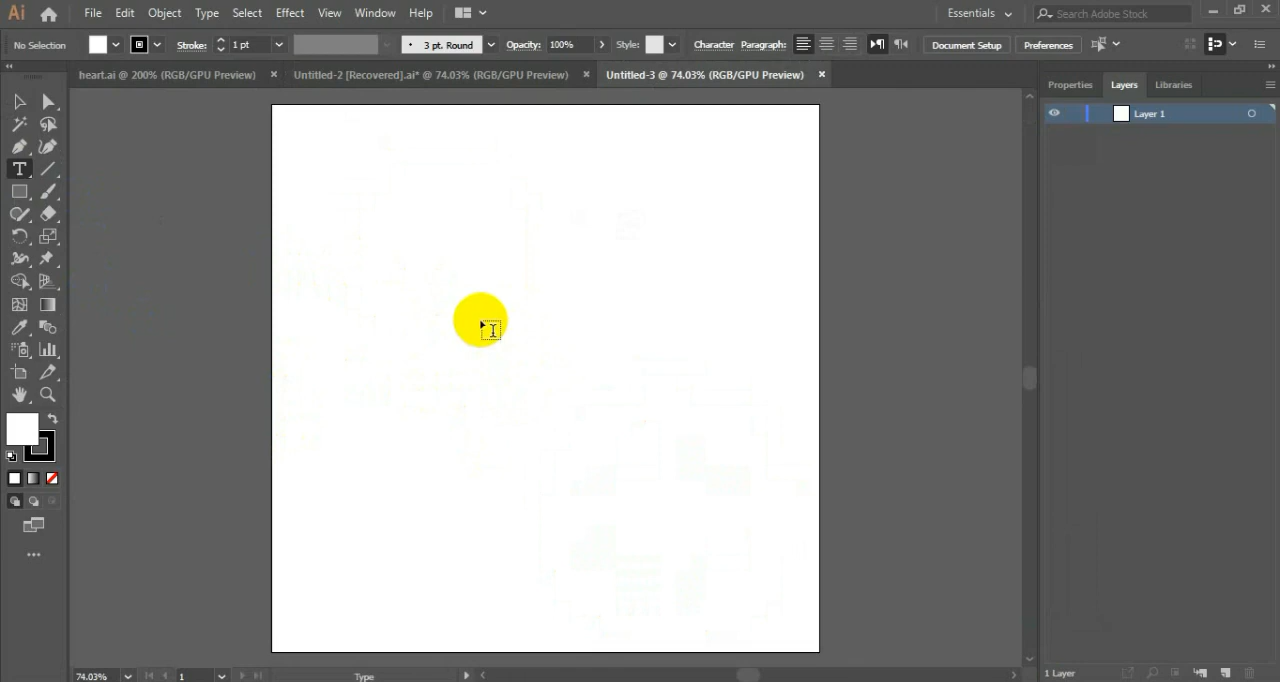 Ai File Edit Object Type Select Effect View Window Help Essentials Search Adobe Stock
No Selection Stroke: 1 pt 3 pt. Round Opacity: 100% Style: Character Paragraph: Document Setup Preferences
heart.ai @ 200% (RGB/GPU Preview) Untitled-2 [Recovered].ai* @ 74.03% (RGB/GPU Preview) Untitled-3 @ 74.03% (RGB/GPU Preview)
Properties Layers Libraries
Layer 1
74.03% 1 Type 1 Layer